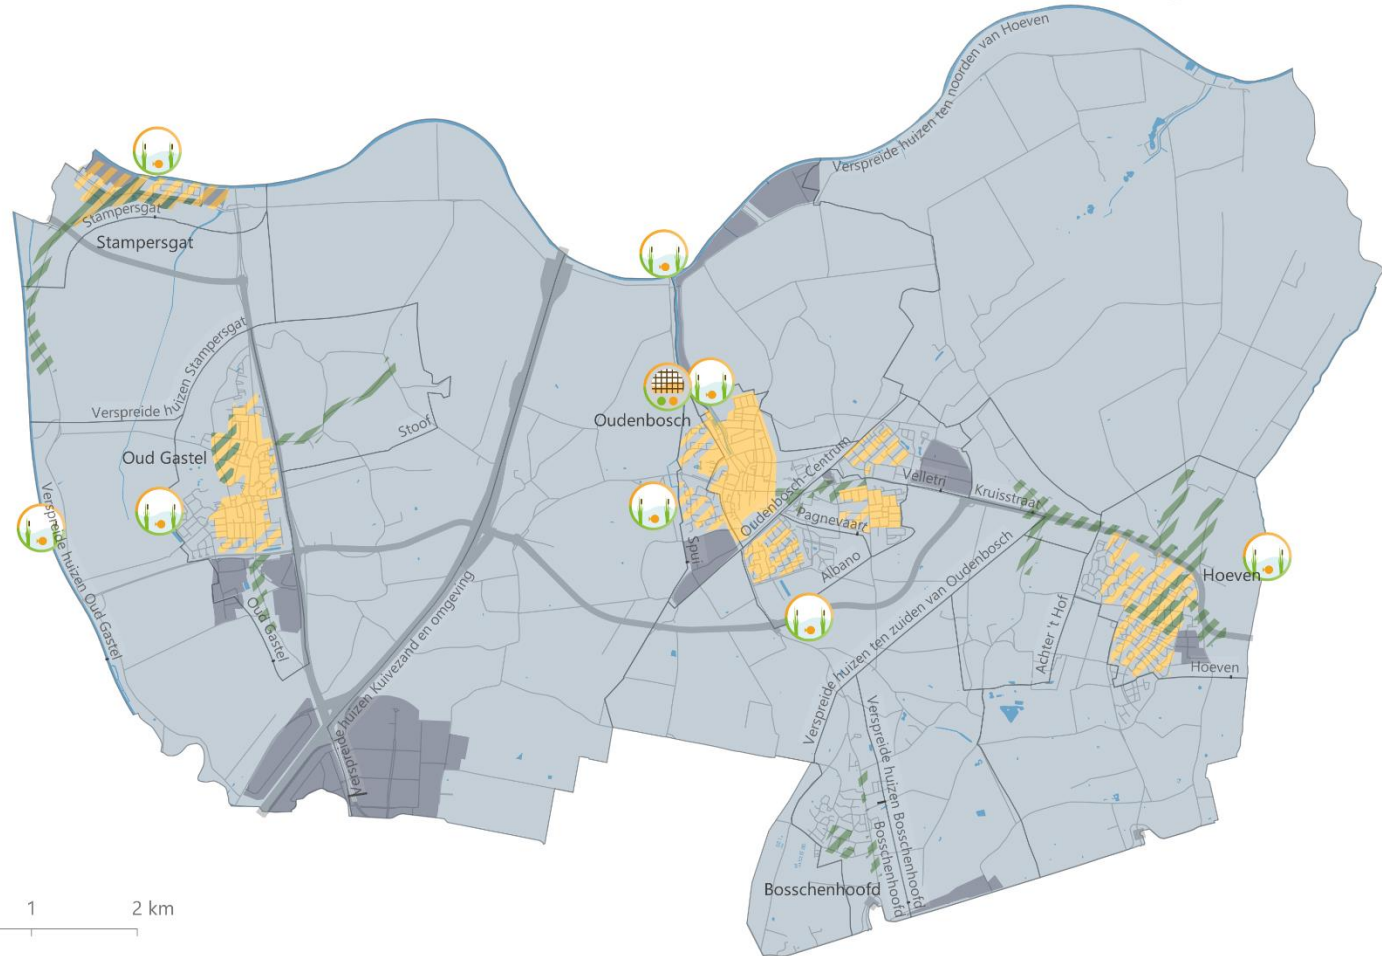 Verspreide huizen ten noorden van Hoeven
Stampersgat
Stampersgat
Verspreide huizen Stampersgat
Stoof
Oudenbosch
Oud Gastel
Oudenbosch-Centrum
Velletri
Kruisstraat
Pagnevaart
Spui
Albano
Verspreide huizen Oud Gastel
Oud Gastel
Verspreide huizen Kuivezand en omgeving
Verspreide huizen ten zuiden van Oudenbosch
Achter 't Hof
Hoeven
Hoeven
Verspreide huizen Bosschenhoofd
Bosschenhoofd
Bosschenhoofd
1 2 km